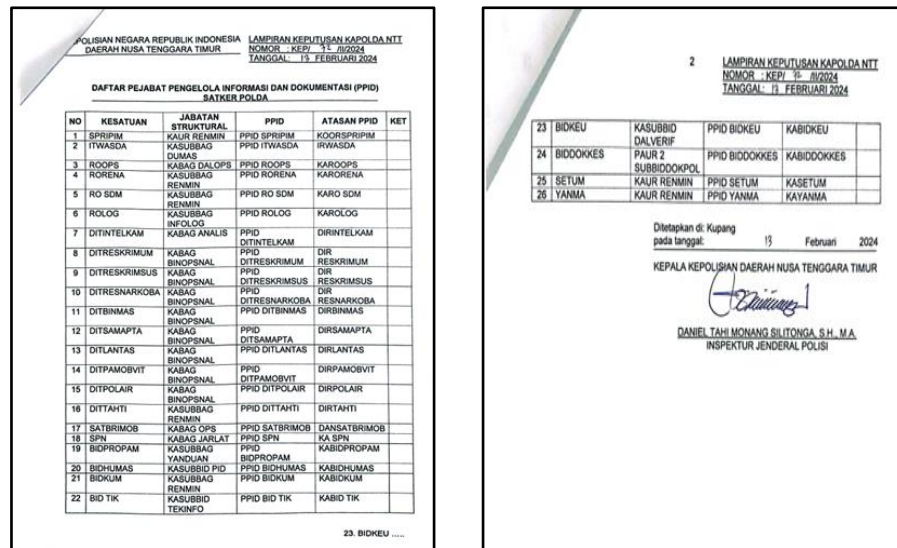 POLISIAN NEGARA REPUBLIK INDONESIA
DAERAH NUSA TENGGARA TIMUR
LAMPIRAN KEPUTUSAN KAPOLDA NTT
NOMOR : KEP/ 72 /II/2024
TANGGAL: 13 FEBRUARI 2024
DAFTAR PEJABAT PENGELOLA INFORMASI DAN DOKUMENTASI (PPID)
SATKER POLDA
NO KESATUAN JABATAN STRUKTURAL PPID ATASAN PPID KET
1 SPRIPIM KAUR RENMIN PPID SPRIPIM KOORSPRIPIM
2 ITWASDA KASUBBAG DUMAS PPID ITWASDA IRWASDA
3 ROOPS KABAG DALOPS PPID ROOPS KAROOPS
4 RORENA KASUBBAG RENMIN PPID RORENA KARORENA
5 RO SDM KASUBBAG RENMIN PPID RO SDM KARO SDM
6 ROLOG KASUBBAG INFOLOG PPID ROLOG KAROLOG
7 DITINTELKAM KABAG ANALIS PPID DITINTELKAM DIRINTELKAM
8 DITRESKRIMUM KABAG BINOPSNAL PPID DITRESKRIMUM DIR RESKRIMUM
9 DITRESKRIMSUS KABAG BINOPSNAL PPID DITRESKRIMSUS DIR RESKRIMSUS
10 DITRESNARKOBA KABAG BINOPSNAL PPID DITRESNARKOBA DIR RESNARKOBA
11 DITBINMAS KABAG BINOPSNAL PPID DITBINMAS DIRBINMAS
12 DITSAMAPTA KABAG BINOPSNAL PPID DITSAMAPTA DIRSAMAPTA
13 DITLANTAS KABAG BINOPSNAL PPID DITLANTAS DIRLANTAS
14 DITPAMOBVIT KABAG BINOPSNAL PPID DITPAMOBVIT DIRPAMOBVIT
15 DITPOLAIR KABAG BINOPSNAL PPID DITPOLAIR DIRPOLAIR
16 DITTAHTI KASUBBAG RENMIN PPID DITTAHTI DIRTAHTI
17 SATBRIMOB KABAG OPS PPID SATBRIMOB DANSATBRIMOB
18 SPN KABAG JARLAT PPID SPN KA SPN
19 BIDPROPAM KASUBBAG YANDUAN PPID BIDPROPAM KABIDPROPAM
20 BIDHUMAS KASUBBID PID PPID BIDHUMAS KABIDHUMAS
21 BIDKUM KASUBBAG RENMIN PPID BIDKUM KABIDKUM
22 BID TIK KASUBBID TEKINFO PPID BID TIK KABID TIK
23. BIDKEU .....
2
LAMPIRAN KEPUTUSAN KAPOLDA NTT
NOMOR : KEP/ 72 /II/2024
TANGGAL: 13 FEBRUARI 2024
23 BIDKEU KASUBBID DALVERIF PPID BIDKEU KABIDKEU
24 BIDDOKKES PAUR 2 SUBBIDDOKPOL PPID BIDDOKKES KABIDDOKKES
25 SETUM KAUR RENMIN PPID SETUM KASETUM
26 YANMA KAUR RENMIN PPID YANMA KAYANMA
Ditetapkan di: Kupang
pada tanggal: 13 Februari 2024
KEPALA KEPOLISIAN DAERAH NUSA TENGGARA TIMUR
DANIEL TAHI MONANG SILITONGA, S.H., M.A.
INSPEKTUR JENDERAL POLISI